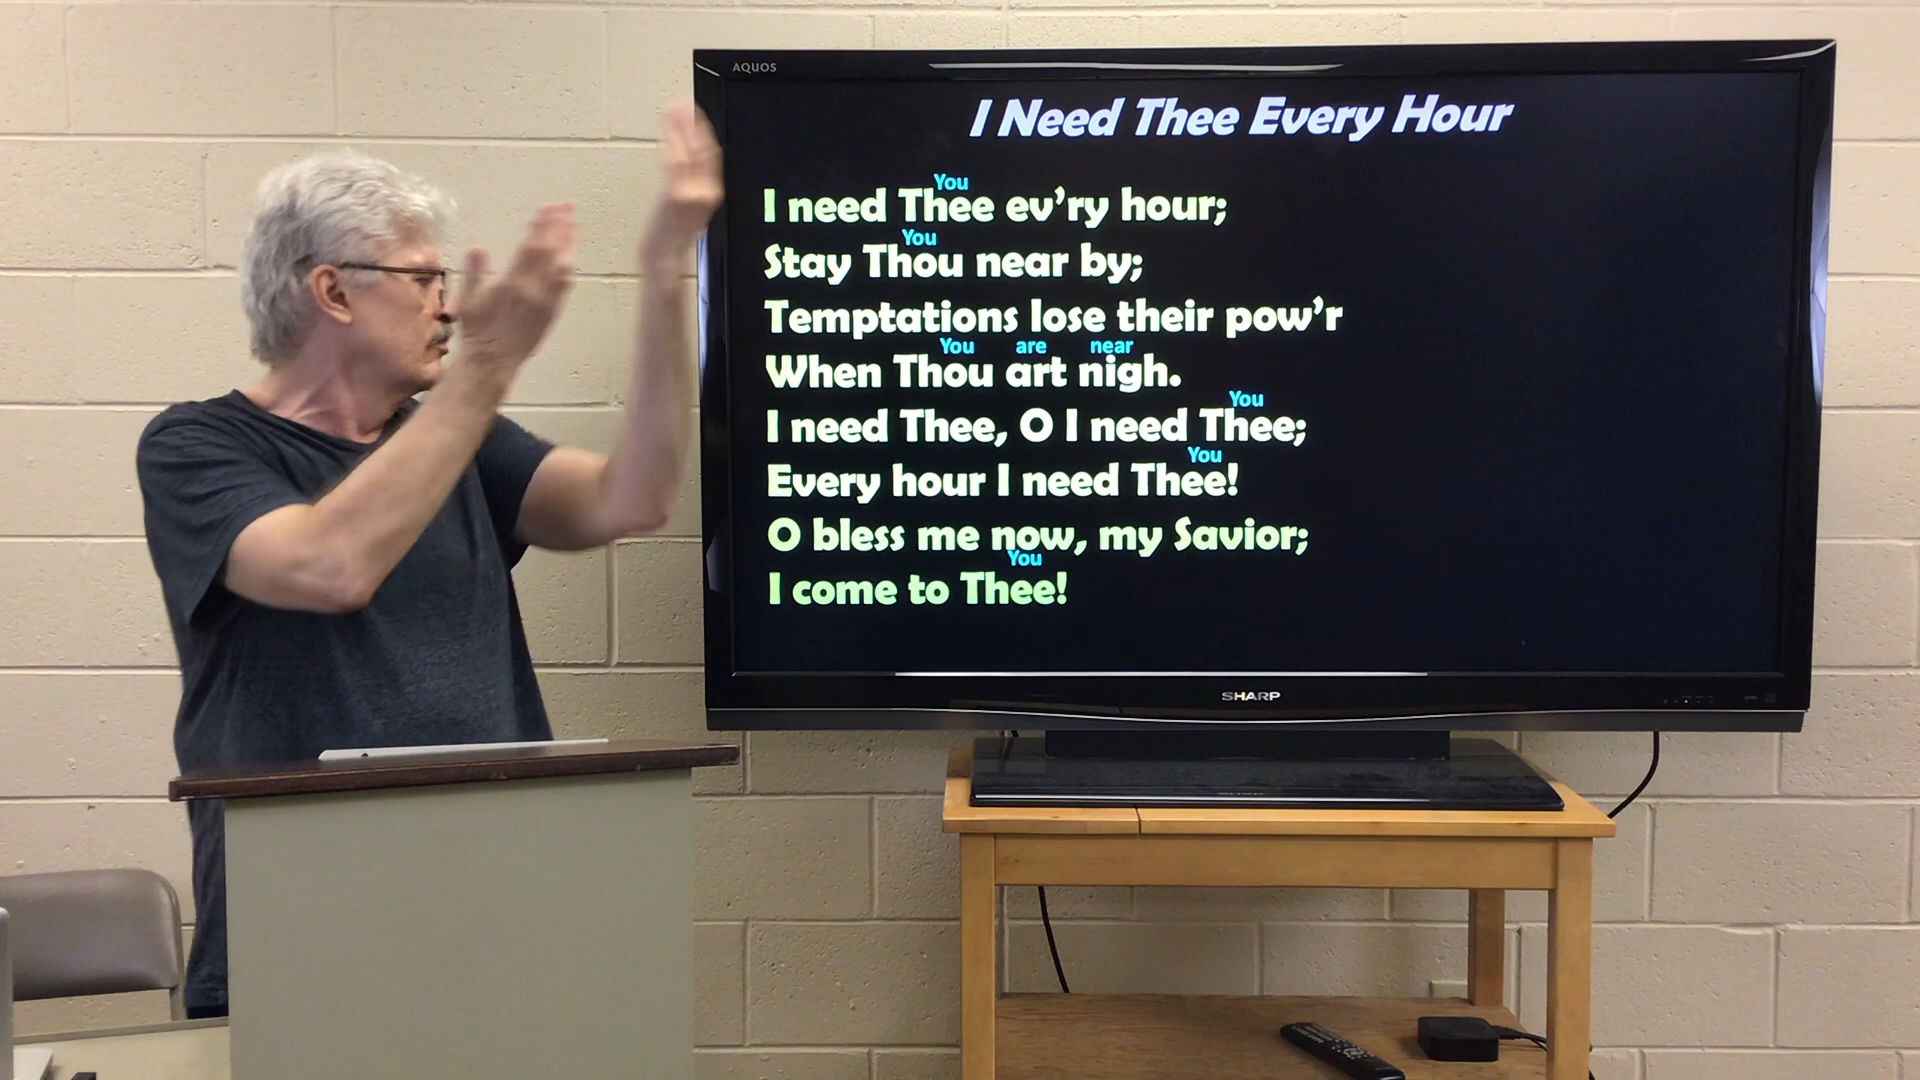 AQUOS
I Need Thee Every Hour
You
I need Thee ev'ry hour;
You
Stay Thou near by;
Temptations lose their pow'r
You are near
When Thou art nigh.
You
I need Thee, O I need Thee;
You
Every hour I need Thee!
O bless me now, my Savior;
You
I come to Thee!
SHARP